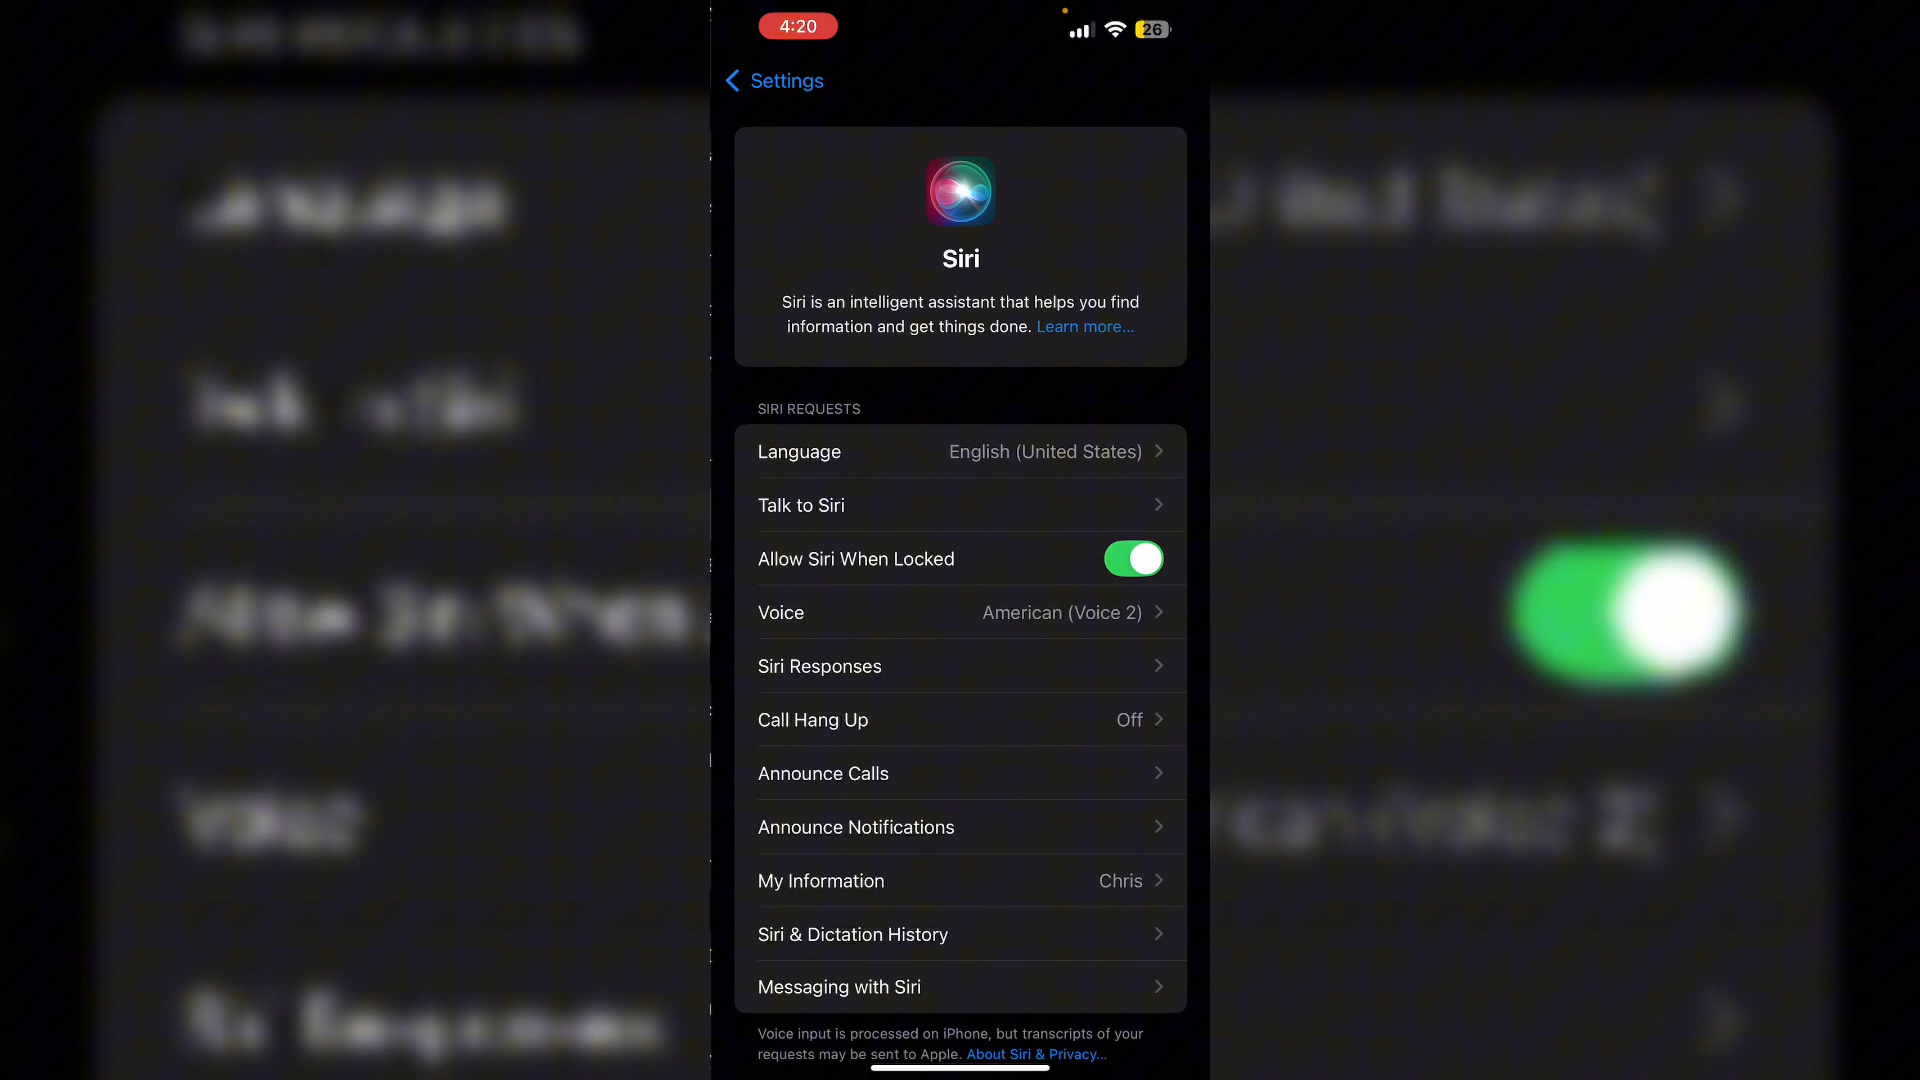 4:20
26
Settings
Siri
Siri is an intelligent assistant that helps you find
information and get things done. Learn more...
SIRI REQUESTS
Language English (United States)
Talk to Siri
Allow Siri When Locked
Voice American (Voice 2)
Siri Responses
Call Hang Up Off
Announce Calls
Announce Notifications
My Information Chris
Siri & Dictation History
Messaging with Siri
Voice input is processed on iPhone, but transcripts of your
requests may be sent to Apple. About Siri & Privacy...